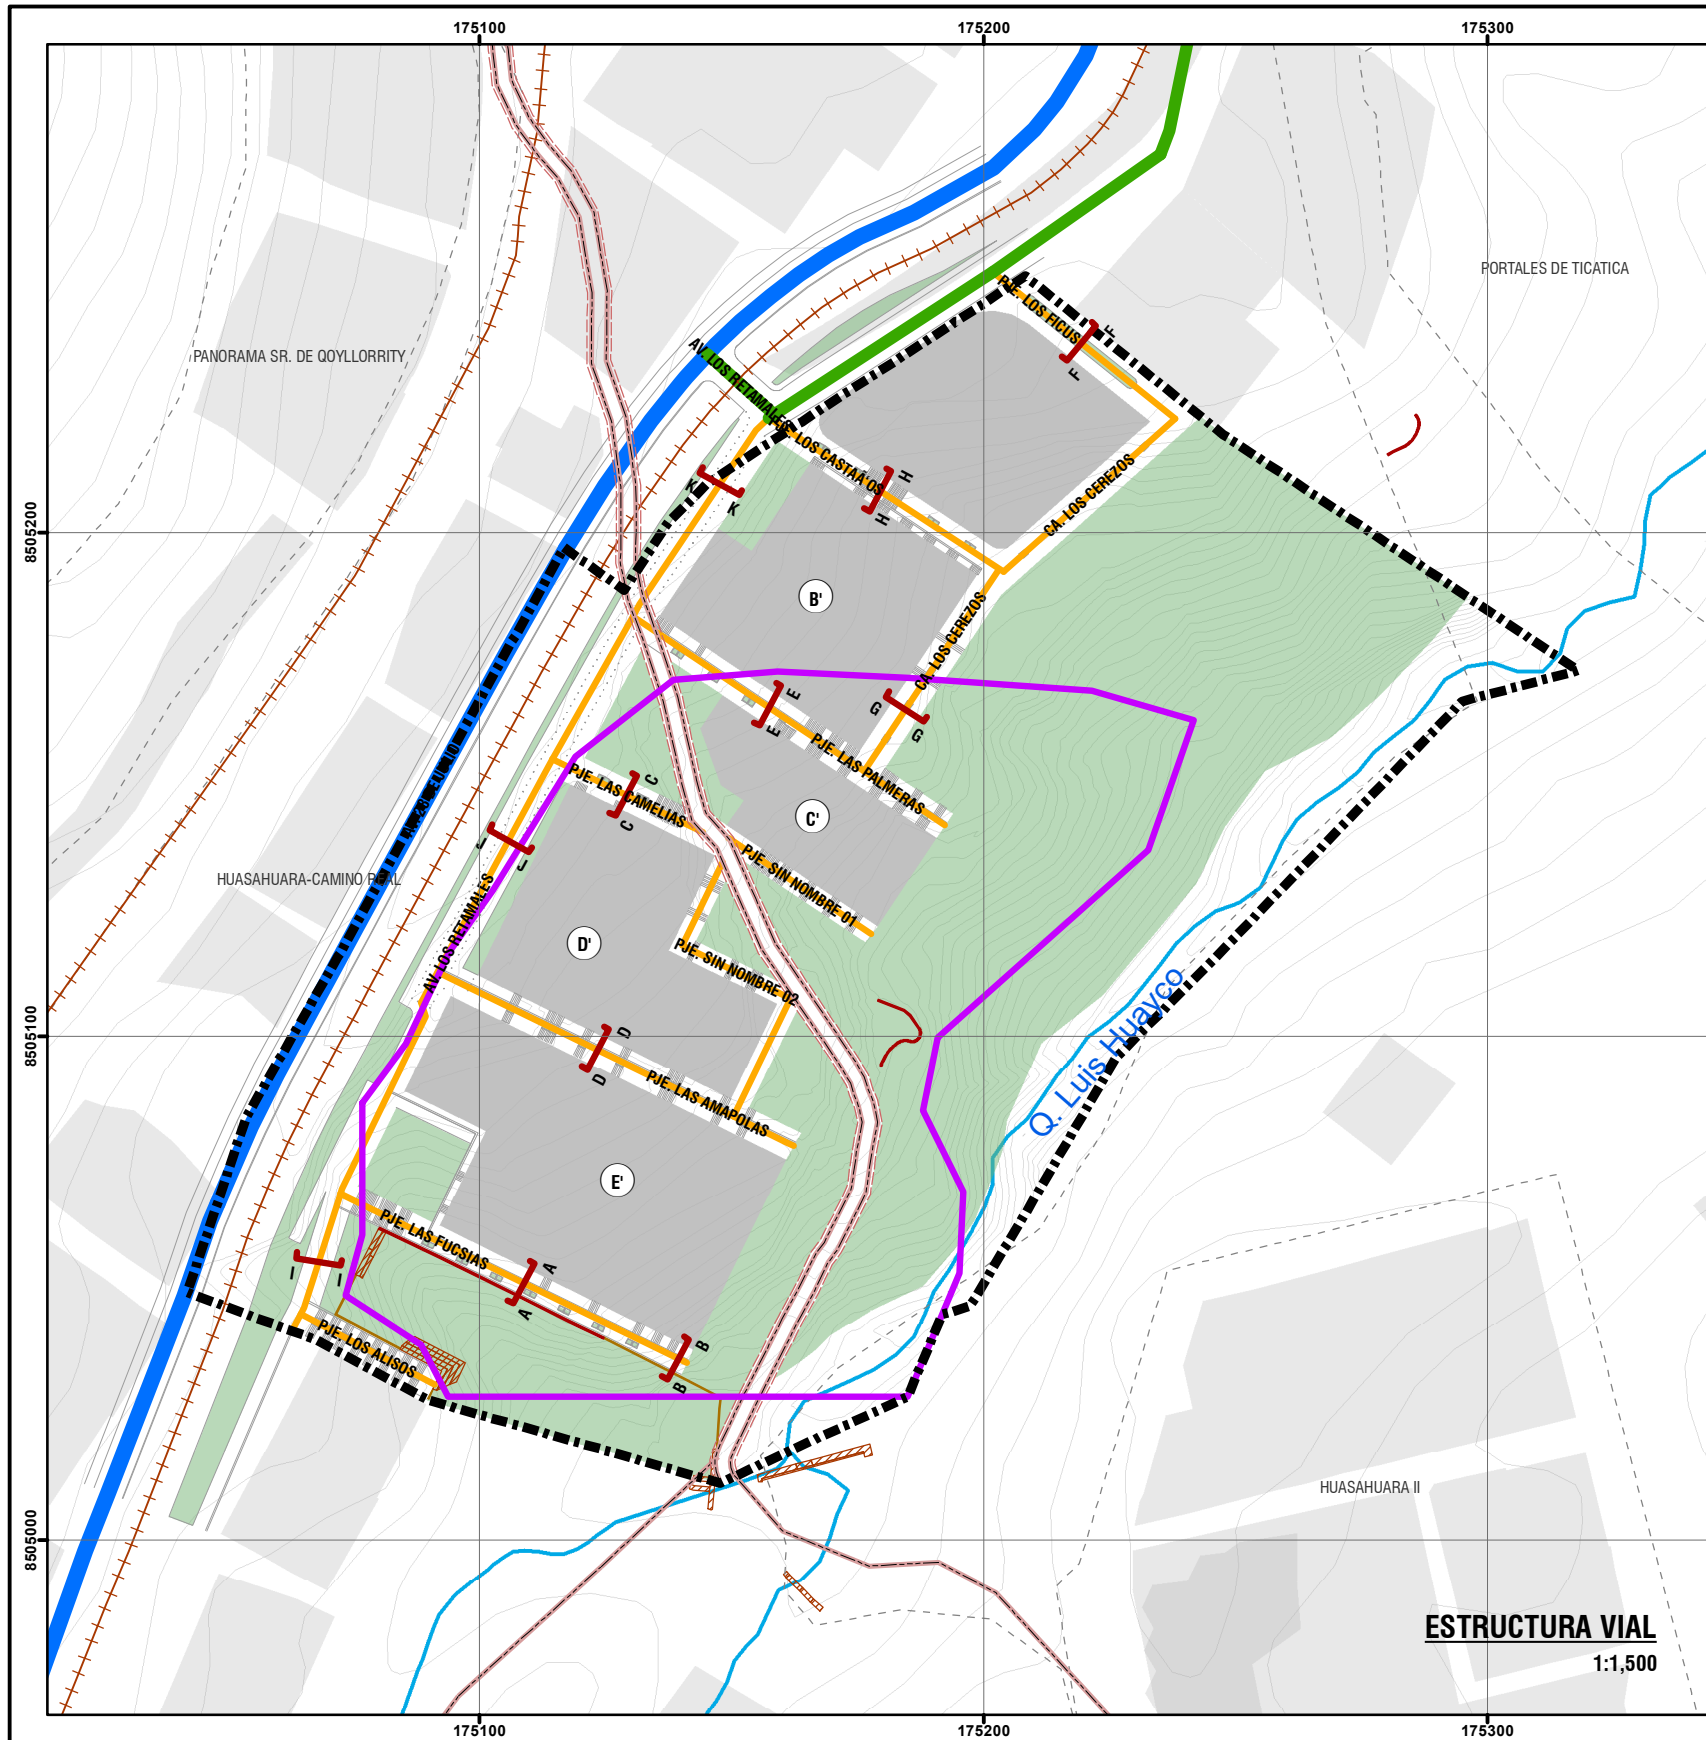 175100
175200
175300
PORTALES DE TICATICA
PJE. LOS FICUS
F
F
PANORAMA SR. DE QOYLLORRITY
AV. LOS RETAMALES
LOS CASTAÃ'OS
H
H
CA. LOS CEREZOS
K
K
8505200
8505200
B'
CA. LOS CEREZOS
E
E
G
G
PJE. LAS PALMERAS
PJE. LAS CAMELIAS
C
C
C'
J
J
PJE. SIN NOMBRE 01
HUASAHUARA-CAMINO REAL
AV. LOS RETAMALES
D'
PJE. SIN NOMBRE 02
Q. Luis Huayco
8505100
D
D
PJE. LAS AMAPOLAS
E'
PJE. LAS FUCSIAS
I
I
A
A
PJE. LOS ALISOS
B
B
HUASAHUARA II
8505000
ESTRUCTURA VIAL
1:1,500
175100
175200
175300